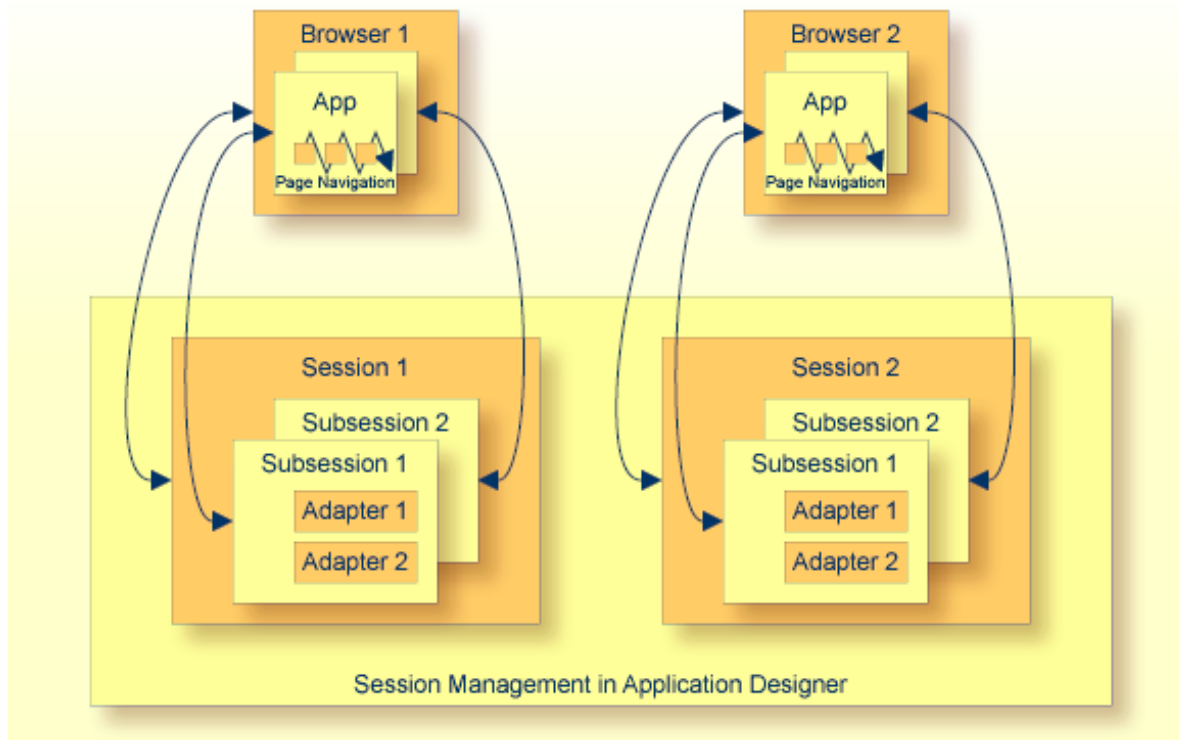 Browser 1
App
Page Navigation
Browser 2
App
Page Navigation
Session 1
Subsession 2
Subsession 1
Adapter 1
Adapter 2
Session 2
Subsession 2
Subsession 1
Adapter 1
Adapter 2
Session Management in Application Designer